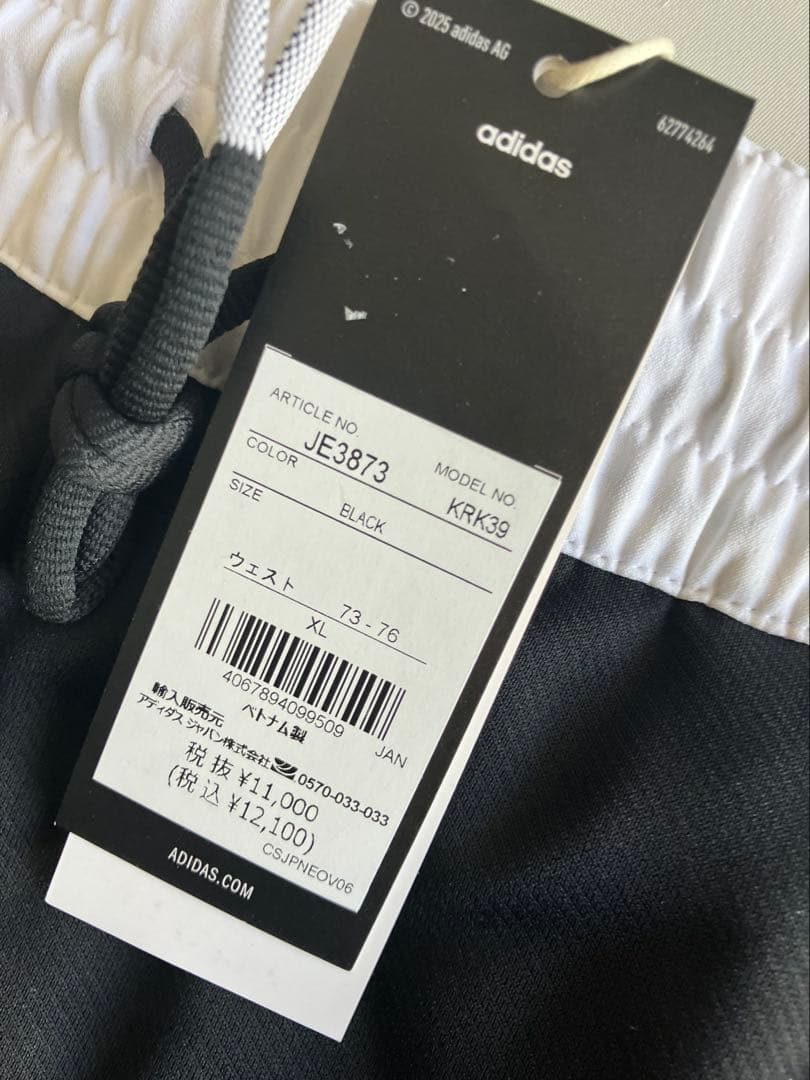 © 2025 adidas AG
62774264
adidas
ARTICLE NO.
JE3873
MODEL NO.
KRK39
COLOR
BLACK
SIZE
ウェスト 73 - 76
XL
4067894099509
JAN
ベトナム製
輸入販売元
アディダス ジャパン株式会社 0570-033-033
税抜 ¥11,000
(税込 ¥12,100)
CSJPNEOV06
ADIDAS.COM